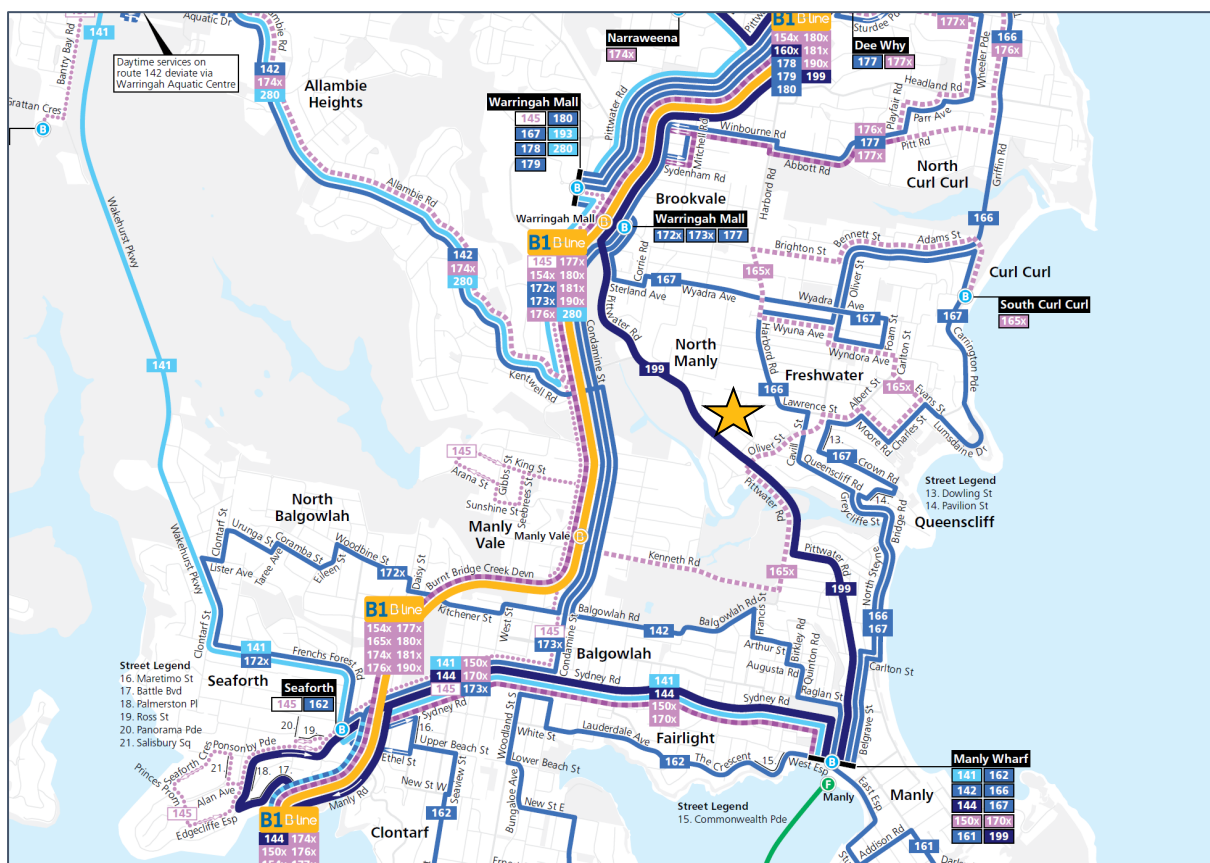 Aquatic Dr
Allambie Rd
Bantry Bay Rd
141
Daytime services on
route 142 deviate via
Warringah Aquatic Centre
142
174x
280
Allambie
Heights
Grattan Cres
B
Wakehurst Pkwy
Allambie Rd
142
174x
280
141
Narraweena
174x
Pittwater Rd
B1 B-line
154x 180x
160x 181x
178 190x
179 199
180
Dee Why
177 177x
Sturdee Pde
177x
Wheeler Pde
166
176x
Headland Rd
Playfair Rd
Parr Ave
Warringah Mall
145 180
167 193
178 280
179
Pittwater Rd
Mitchell Rd
Winbourne Rd
Sydenham Rd
Abbott Rd
176x
177
177x
Pitt Rd
North
Curl Curl
Griffin Rd
Harbord Rd
Brookvale
B
Warringah Mall
B
Warringah Mall
172x 173x 177
166
Bennett St
Adams St
Brighton St
165x
B1 B-line
145 177x
154x 180x
172x 181x
173x 190x
176x 280
Corrie Rd
Sterland Ave
167
Wyadra Ave
Wyadra Ave
Oliver St
167
Curl Curl
B
South Curl Curl
165x
167
Carrington Pde
Pittwater Rd
Condamine St
North
Manly
Harbord Rd
Wyuna Ave
Wyndora Ave
Foam St
Carlton St
Freshwater
199
166
Kentwell Rd
Lawrence St
Albert St
165x
Evans St
Oliver St
Cavill St
13.
Moore Rd
Charles St
Lumsdaine Dr
167
Crown Rd
Queenscliff Rd
14.
Greycliffe St
Bridge Rd
Street Legend
13. Dowling St
14. Pavilion St
Queenscliff
145
King St
Arana St
Gibbs St
Seebrees St
Sunshine St
Manly
Vale
Manly Vale
Pittwater Rd
North
Balgowlah
Clontarf St
Urunga St
Coramba St
Woodbine St
Lister Ave
Taree Ave
Eileen St
172x
Daisy St
Burnt Bridge Creek Devn
Kenneth Rd
165x
Pittwater Rd
199
North Steyne
Wakehurst Pkwy
B1 B-line
154x 177x
165x 180x
174x 181x
176x 190x
Kitchener St
West St
145
173x
Condamine St
Balgowlah Rd
142
Balgowlah Rd
Francis St
Arthur St
Augusta Rd
Birkley Rd
Quinton Rd
Raglan St
166
167
Carlton St
Clontarf St
141
172x
Frenchs Forest Rd
Balgowlah
Sydney Rd
141 150x
144 170x
145 173x
141
144
150x
170x
Sydney Rd
Street Legend
16. Maretimo St
17. Battle Bvd
18. Palmerston Pl
19. Ross St
20. Panorama Pde
21. Salisbury Sq
Seaforth
Seaforth
145 162
20.
19.
B
Sydney Rd
16.
Ethel St
Upper Beach St
Woodland St
White St
Lauderdale Ave
Fairlight
162
The Crescent
15.
West Esp
B
Belgrave St
Manly Wharf
141 162
142 166
144 167
150x 170x
161 199
F
Manly
Manly
East Esp
Ponsonby Pde
Seaforth Cres
21.
18.
17.
Princes Prom
Alan Ave
145
Edgecliffe Esp
Manly Rd
New St W
Seaview St
Lower Beach St
Bungaloe Ave
New St E
Street Legend
15. Commonwealth Pde
B1 B-line
144 174x
150x 176x
Clontarf
162
Addison Rd
161